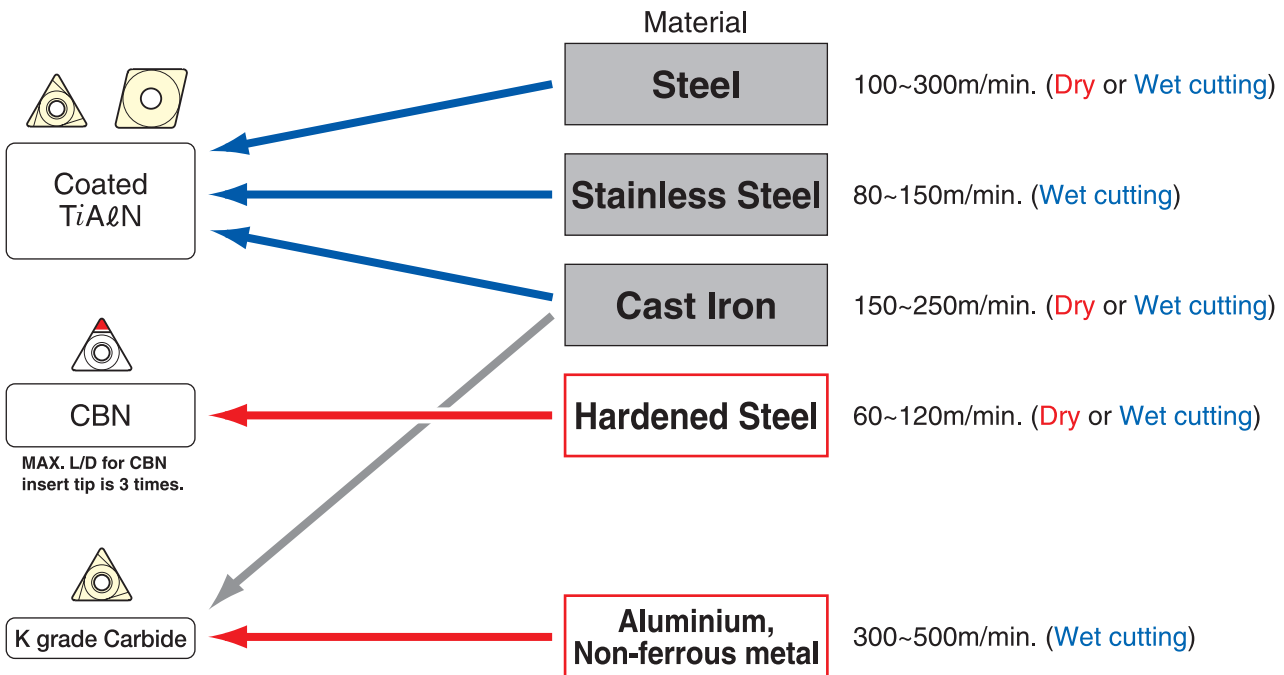 Material
Steel
100~300m/min. (Dry or Wet cutting)
Coated
TiAℓN
Stainless Steel
80~150m/min. (Wet cutting)
Cast Iron
150~250m/min. (Dry or Wet cutting)
CBN
Hardened Steel
60~120m/min. (Dry or Wet cutting)
MAX. L/D for CBN
insert tip is 3 times.
K grade Carbide
Aluminium,
Non-ferrous metal
300~500m/min. (Wet cutting)